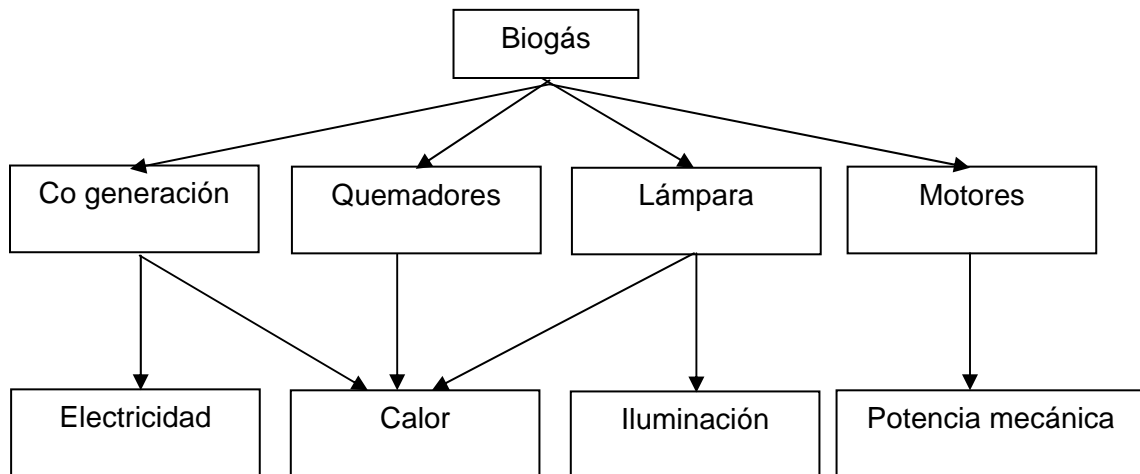 Biogás
Co generación
Quemadores
Lámpara
Motores
Electricidad
Calor
Iluminación
Potencia mecánica